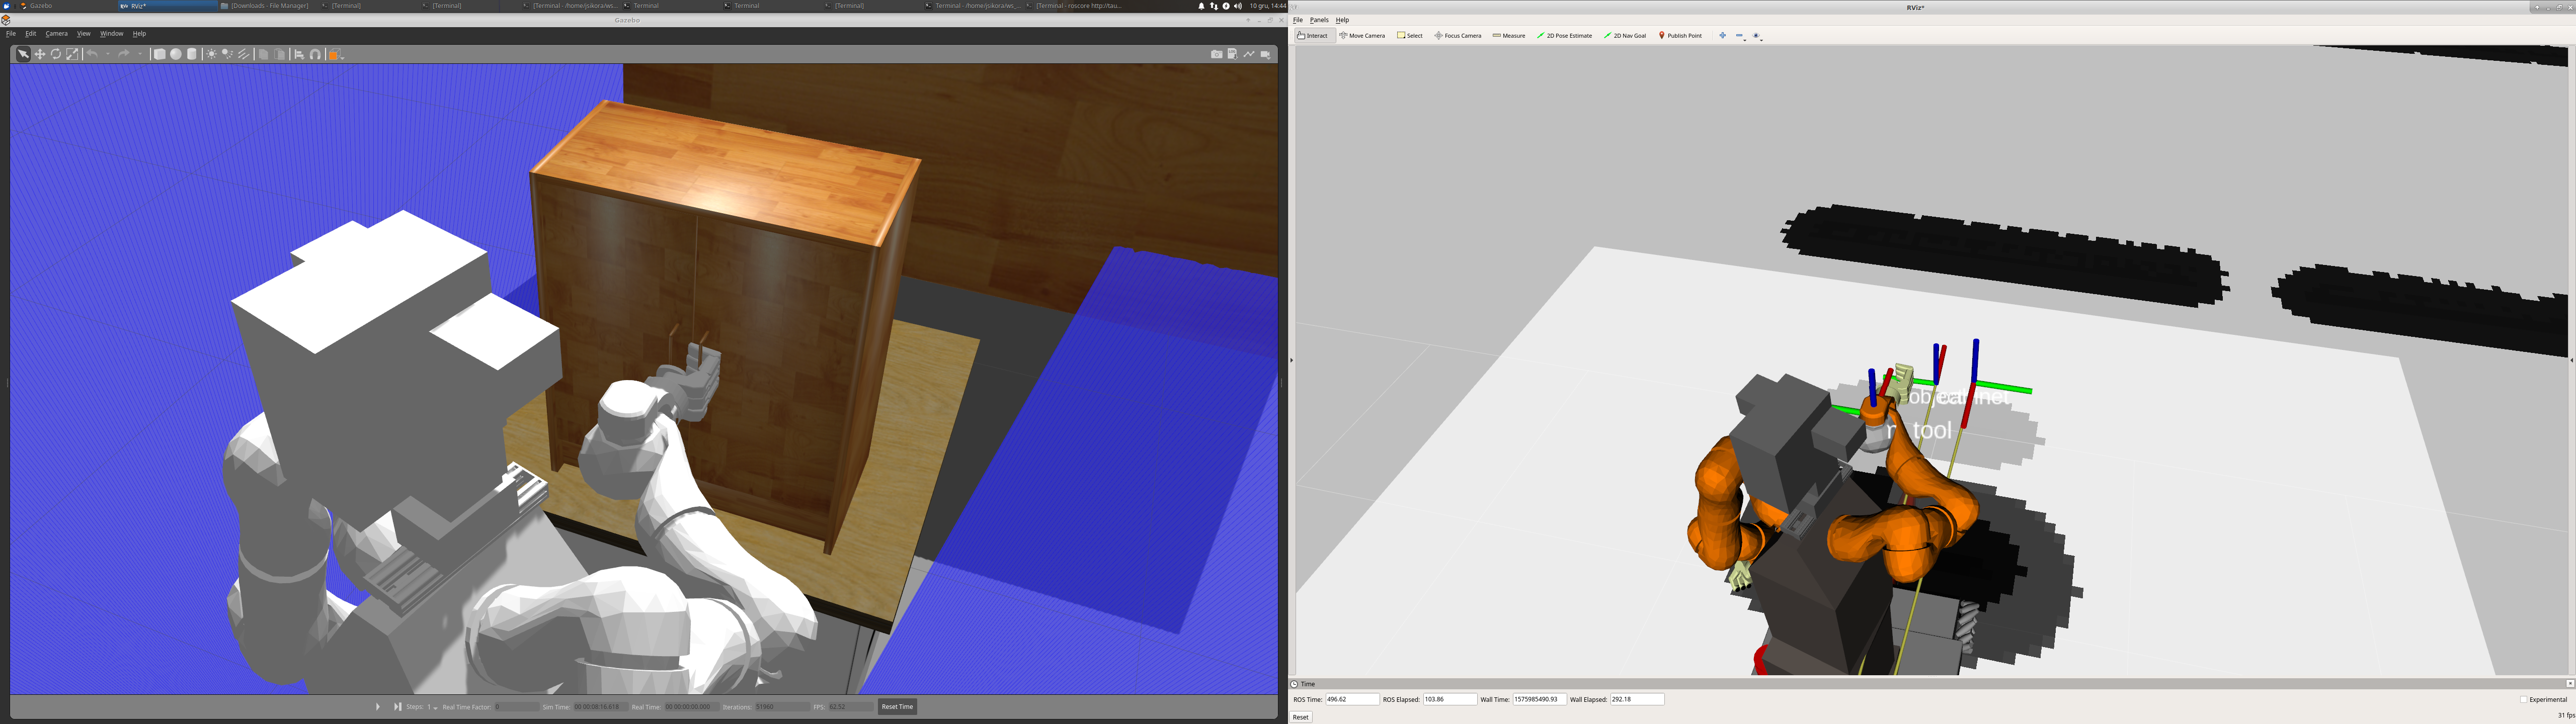 Gazebo
RViz*
[Downloads - File Manager]
[Terminal]
[Terminal]
[Terminal - /home/jsikora/ws...
Terminal
Terminal
[Terminal]
Terminal - /home/jsikora/ws_...
[Terminal - roscore http://tau...
10 gru, 14:44
Gazebo
File Edit Camera View Window Help
Steps: 1
Real Time Factor: 0
Sim Time: 00 00:08:16.618
Real Time: 00 00:00:00.000
Iterations: 51960
FPS: 62.52
Reset Time
RViz*
File Panels Help
Interact Move Camera Select Focus Camera Measure 2D Pose Estimate 2D Nav Goal Publish Point
tool
Time
ROS Time: 496.62 ROS Elapsed: 103.86 Wall Time: 1575985490.93 Wall Elapsed: 292.18 Experimental
Reset 31 fps